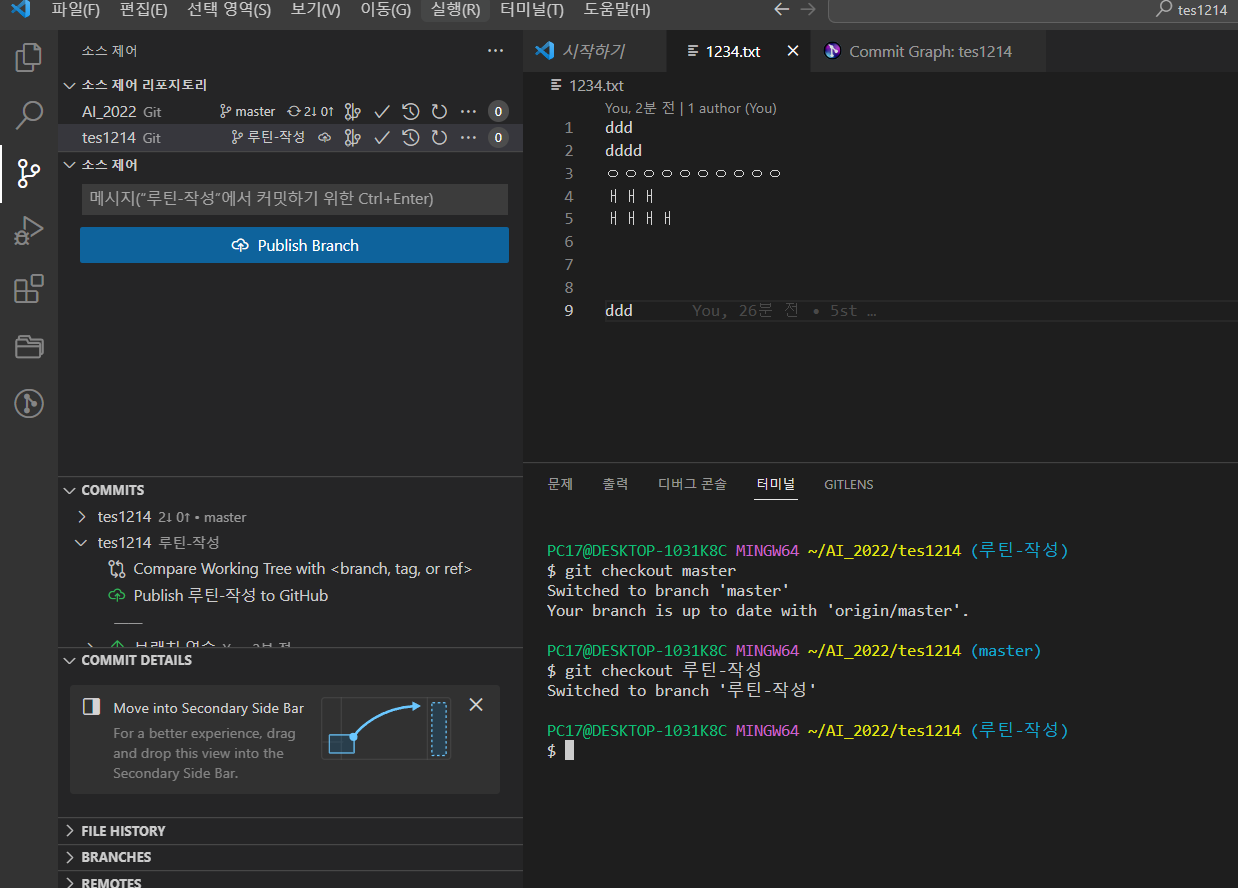 파일(F) 편집(E) 선택 영역(S) 보기(V) 이동(G) 실행(R) 터미널(T) 도움말(H) tes1214
소스 제어
소스 제어 리포지토리
AI_2022 Git master 2↓ 0↑ 0
tes1214 Git 루틴-작성 0
소스 제어
메시지("루틴-작성"에서 커밋하기 위한 Ctrl+Enter)
Publish Branch
COMMITS
tes1214 2↓ 0↑ • master
tes1214 루틴-작성
Compare Working Tree with <branch, tag, or ref>
Publish 루틴-작성 to GitHub
COMMIT DETAILS
Move into Secondary Side Bar
For a better experience, drag
and drop this view into the
Secondary Side Bar.
FILE HISTORY
BRANCHES
REMOTES
시작하기 1234.txt Commit Graph: tes1214
1234.txt
You, 2분 전 | 1 author (You)
1 ddd
2 dddd
3 ㅇㅇㅇㅇㅇㅇㅇㅇㅇㅇ
4 ㅐㅐㅐ
5 ㅐㅐㅐㅐ
6
7
8
9 ddd You, 26분 전 • 5st …
문제 출력 디버그 콘솔 터미널 GITLENS
PC17@DESKTOP-1031K8C MINGW64 ~/AI_2022/tes1214 (루틴-작성)
$ git checkout master
Switched to branch 'master'
Your branch is up to date with 'origin/master'.
PC17@DESKTOP-1031K8C MINGW64 ~/AI_2022/tes1214 (master)
$ git checkout 루틴-작성
Switched to branch '루틴-작성'
PC17@DESKTOP-1031K8C MINGW64 ~/AI_2022/tes1214 (루틴-작성)
$